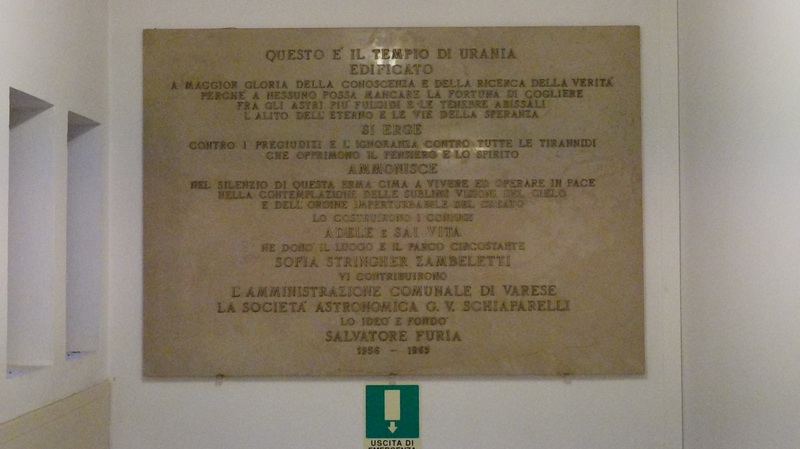 QUESTO E' IL TEMPIO DI URANIA
EDIFICATO
A MAGGIOR GLORIA DELLA CONOSCENZA E DELLA RICERCA DELLA VERITA'
PERCHE A NESSUNO POSSA MANCARE LA FORTUNA DI COGLIERE
FRA GLI ASTRI PIU' FULGIDI E LE TENEBRE ABISSALI
L'ALITO DELL'ETERNO E LE VIE DELLA SPERANZA
SI ERGE
CONTRO I PREGIUDIZI E L'IGNORANZA CONTRO TUTTE LE TIRANNIDI
CHE OPPRIMONO IL PENSIERO E LO SPIRITO
AMMONISCE
NEL SILENZIO DI QUESTA ERMA CIMA A VIVERE ED OPERARE IN PACE
NELLA CONTEMPLAZIONE DELLE SUBLIMI VISIONI DEL CIELO
E DELL'ORDINE IMPERTURBABILE DEL CREATO
LO COSTRUIRONO I CONIUGI
ADELE E SAI VITA
NE DONO' IL LUOGO E IL PARCO CIRCOSTANTE
SOFIA STRINGHER ZAMBELETTI
VI CONTRIBUIRONO
L'AMMINISTRAZIONE COMUNALE DI VARESE
LA SOCIETA' ASTRONOMICA G. V. SCHIAPARELLI
LO IDEO' E FONDO'
SALVATORE FURIA
1956 - 1963
USCITA DI
EMERGENZA